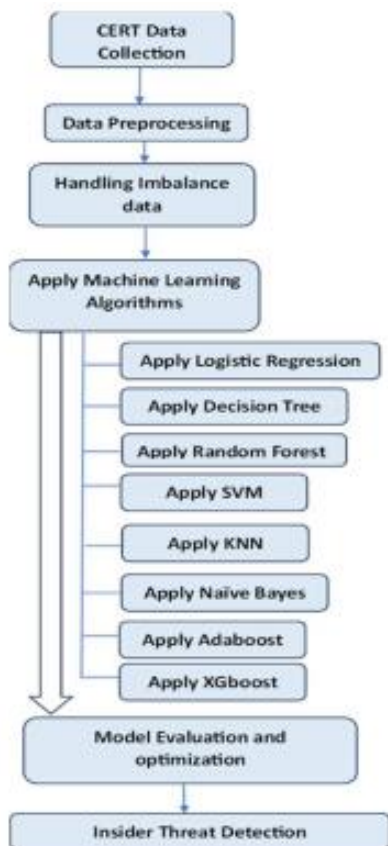 CERT Data
Collection
Data Preprocessing
Handling Imbalance
data
Apply Machine Learning
Algorithms
Apply Logistic Regression
Apply Decision Tree
Apply Random Forest
Apply SVM
Apply KNN
Apply Naïve Bayes
Apply Adaboost
Apply XGboost
Model Evaluation and
optimization
Insider Threat Detection